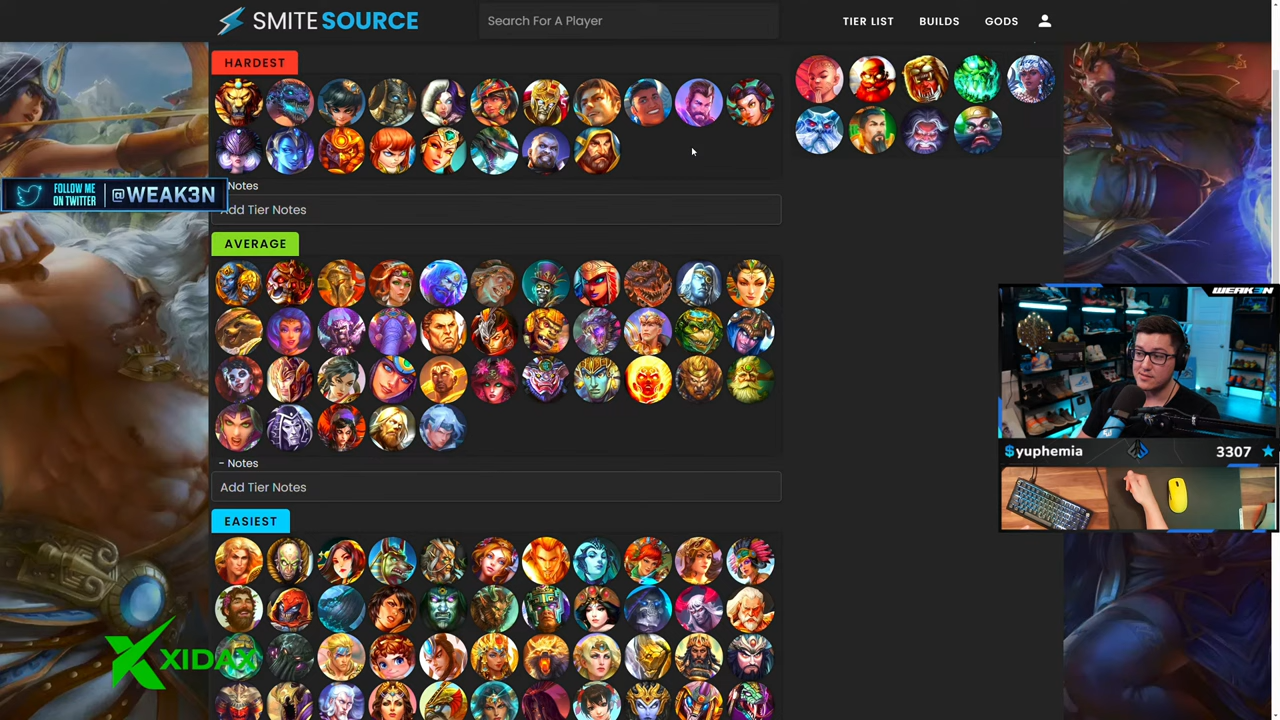 SMITE SOURCE
Search For A Player
TIER LIST
BUILDS
GODS
HARDEST
FOLLOW ME
ON TWITTER
@WEAK3N
Notes
Add Tier Notes
AVERAGE
- Notes
Add Tier Notes
EASIEST
WEAK3N
$yuphemia
3307
XIDAX